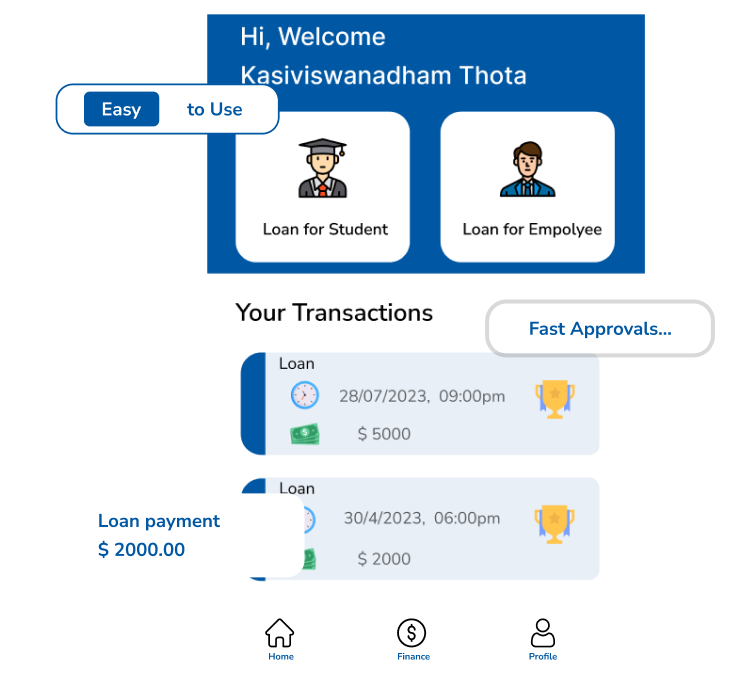 Hi, Welcome
Kasiviswanadham Thota
Easy to Use
Loan for Student
Loan for Empolyee
Your Transactions
Fast Approvals...
Loan
28/07/2023, 09:00pm
$ 5000
Loan
30/4/2023, 06:00pm
$ 2000
Loan payment
$ 2000.00
Home
Finance
Profile